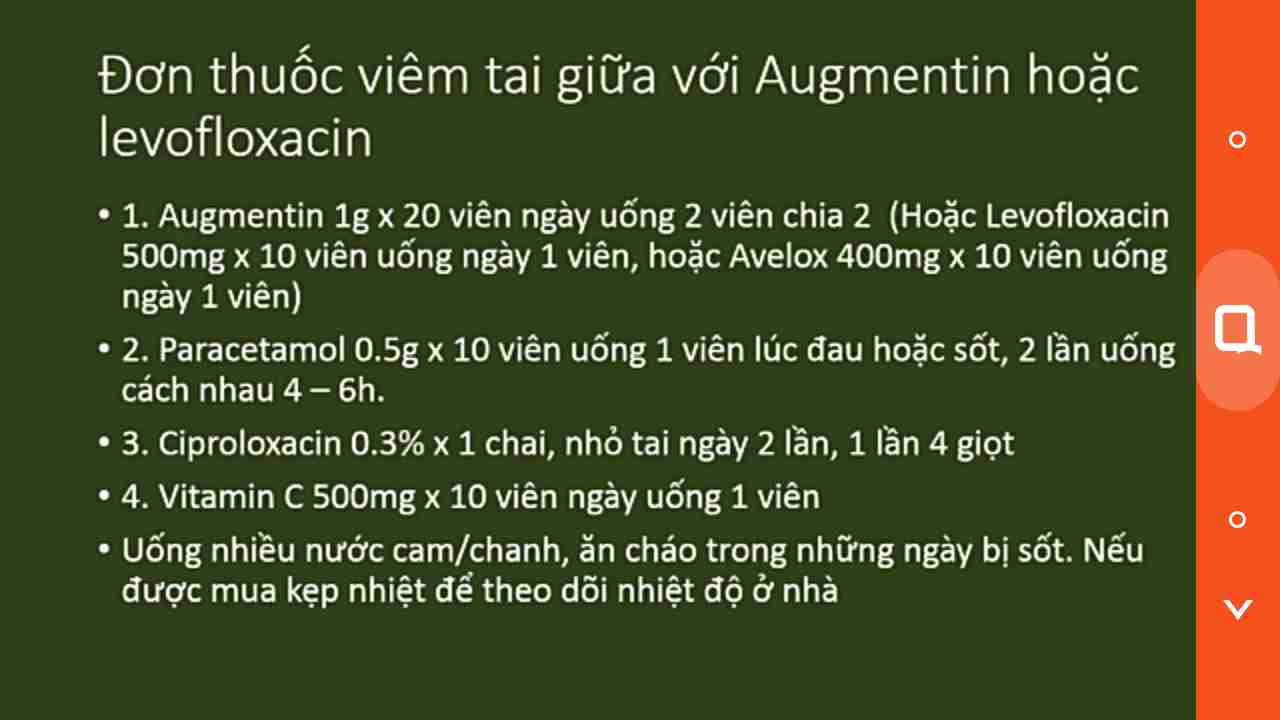 Đơn thuốc viêm tai giữa với Augmentin hoặc
levofloxacin
• 1. Augmentin 1g x 20 viên ngày uống 2 viên chia 2 (Hoặc Levofloxacin
500mg x 10 viên uống ngày 1 viên, hoặc Avelox 400mg x 10 viên uống
ngày 1 viên)
• 2. Paracetamol 0.5g x 10 viên uống 1 viên lúc đau hoặc sốt, 2 lần uống
cách nhau 4 – 6h.
• 3. Ciproloxacin 0.3% x 1 chai, nhỏ tai ngày 2 lần, 1 lần 4 giọt
• 4. Vitamin C 500mg x 10 viên ngày uống 1 viên
• Uống nhiều nước cam/chanh, ăn cháo trong những ngày bị sốt. Nếu
được mua kẹp nhiệt để theo dõi nhiệt độ ở nhà